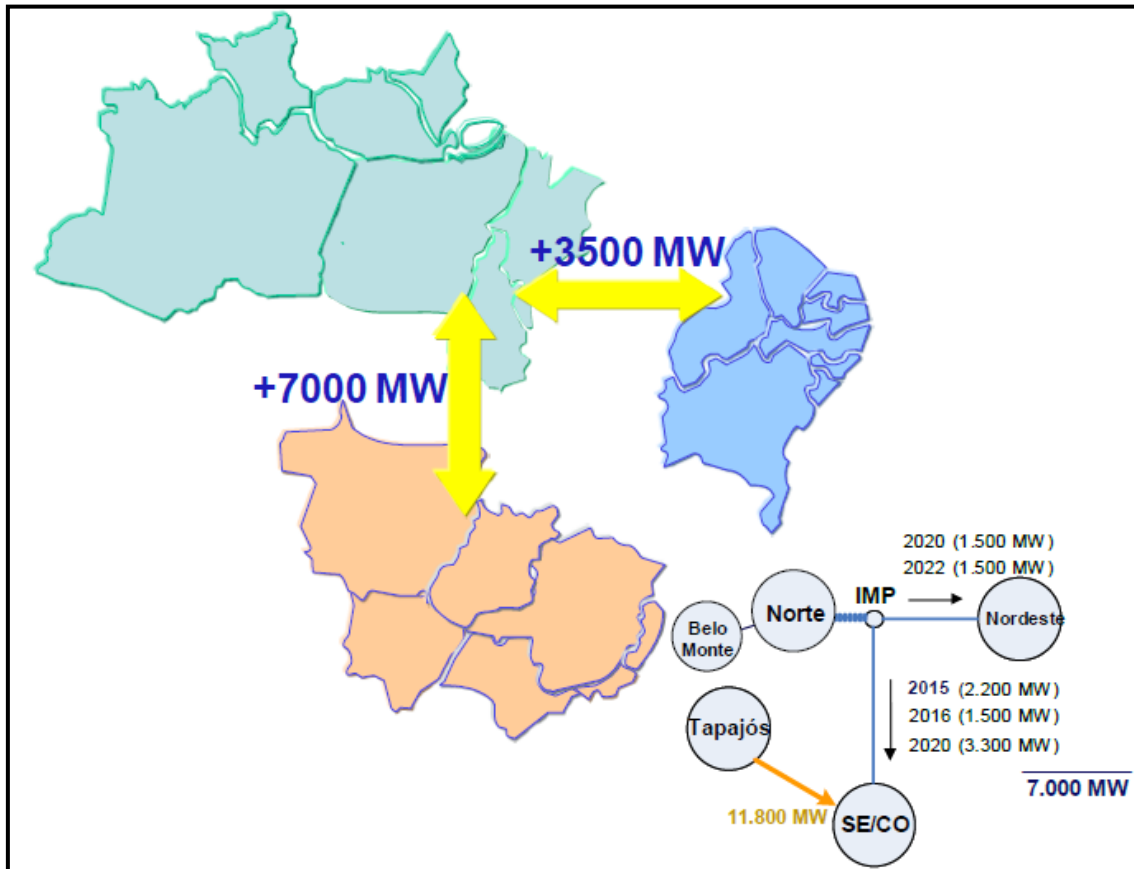 +3500 MW
+7000 MW
2020 (1.500 MW)
2022 (1.500 MW)
IMP
Norte
Nordeste
Belo
Monte
2015 (2.200 MW)
2016 (1.500 MW)
2020 (3.300 MW)
Tapajós
7.000 MW
11.800 MW
SE/CO